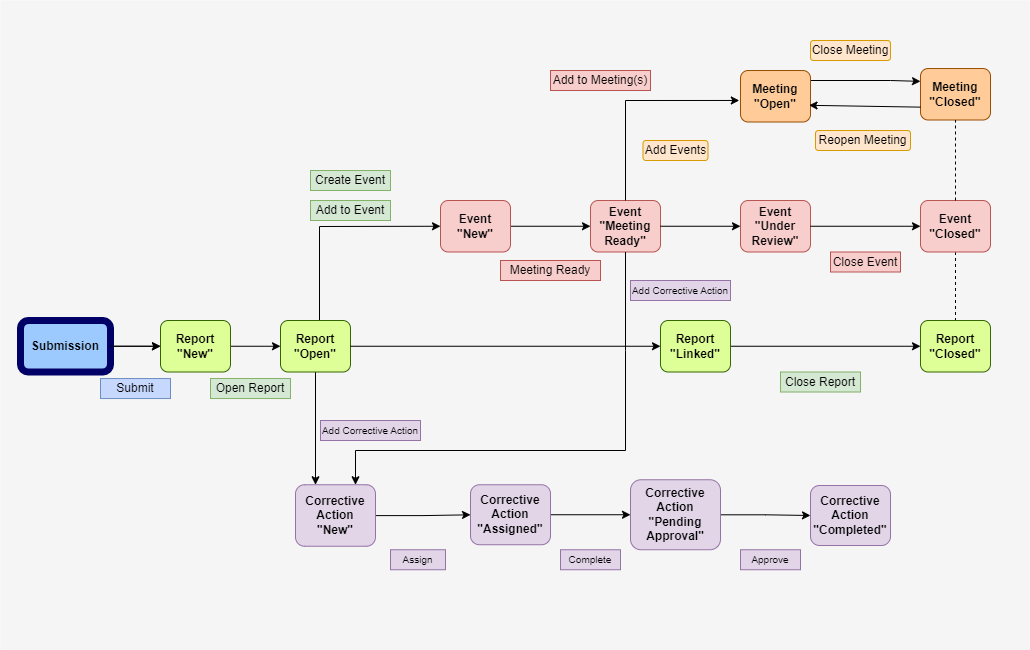 Close Meeting
Add to Meeting(s)
Meeting
"Open"
Meeting
"Closed"
Reopen Meeting
Add Events
Create Event
Add to Event
Event
"New"
Event
"Meeting
Ready"
Event
"Under
Review"
Event
"Closed"
Meeting Ready
Close Event
Add Corrective Action
Submission
Report
"New"
Report
"Open"
Report
"Linked"
Report
"Closed"
Submit
Open Report
Close Report
Add Corrective Action
Corrective
Action
"New"
Corrective
Action
"Assigned"
Corrective
Action
"Pending
Approval"
Corrective
Action
"Completed"
Assign
Complete
Approve